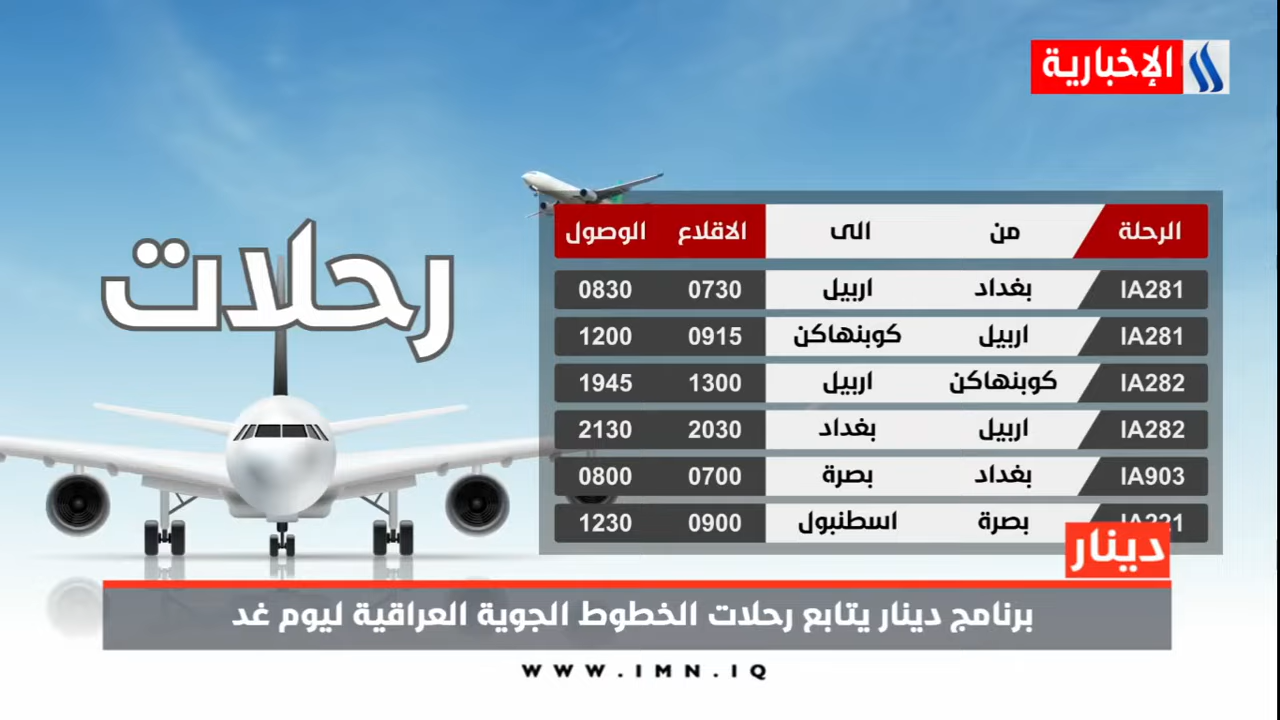 الإخبارية
رحلات
الرحلة من الى الاقلاع الوصول
IA281 بغداد اربيل 0730 0830
IA281 اربيل كوبنهاكن 0915 1200
IA282 كوبنهاكن اربيل 1300 1945
IA282 اربيل بغداد 2030 2130
IA903 بغداد بصرة 0700 0800
بصرة اسطنبول 0900 1230
دينار
برنامج دينار يتابع رحلات الخطوط الجوية العراقية ليوم غد
WWW.IMN.IQ